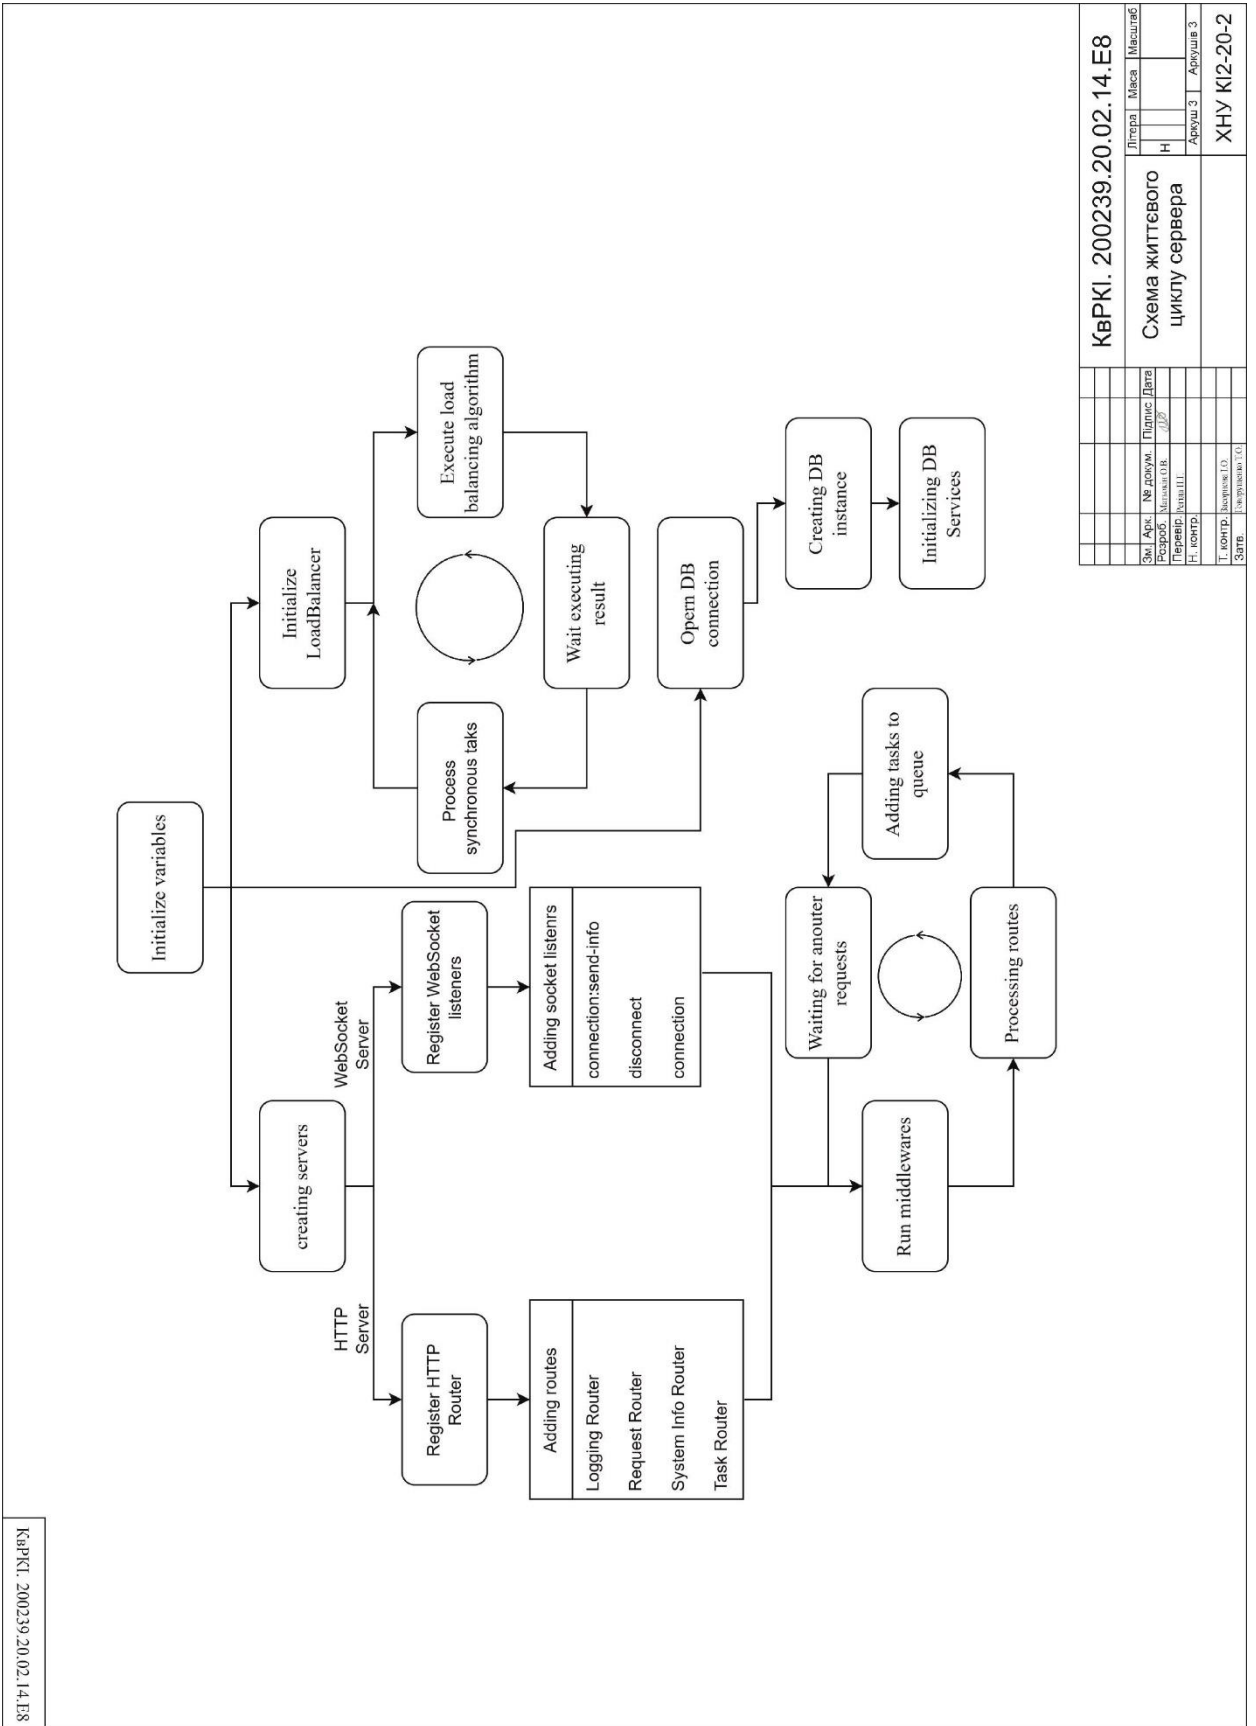 КвРКІ. 200239.20.02.14.E8
Initialize variables
creating servers
Initialize
LoadBalancer
HTTP
Server
WebSocket
Server
Register HTTP
Router
Register WebSocket
listeners
Process
synchronous taks
Execute load
balancing algorithm
Adding routes
Logging Router
Request Router
System Info Router
Task Router
Adding socket listenrs
connection:send-info
disconnect
connection
Wait executing
result
Opern DB
connection
Waiting for anouter
requests
Creating DB
instance
Run middlewares
Adding tasks to
queue
Initializing DB
Services
Processing routes
КвРКІ. 200239.20.02.14.E8
Зм. Арк. № докум. Підпис Дата
Розроб.
Перевір.
Н. контр.
Т. контр.
Затв.
Схема життєвого
циклу сервера
Літера Маса Масштаб
Н
Аркуш 3 Аркушів 3
ХНУ КІ2-20-2